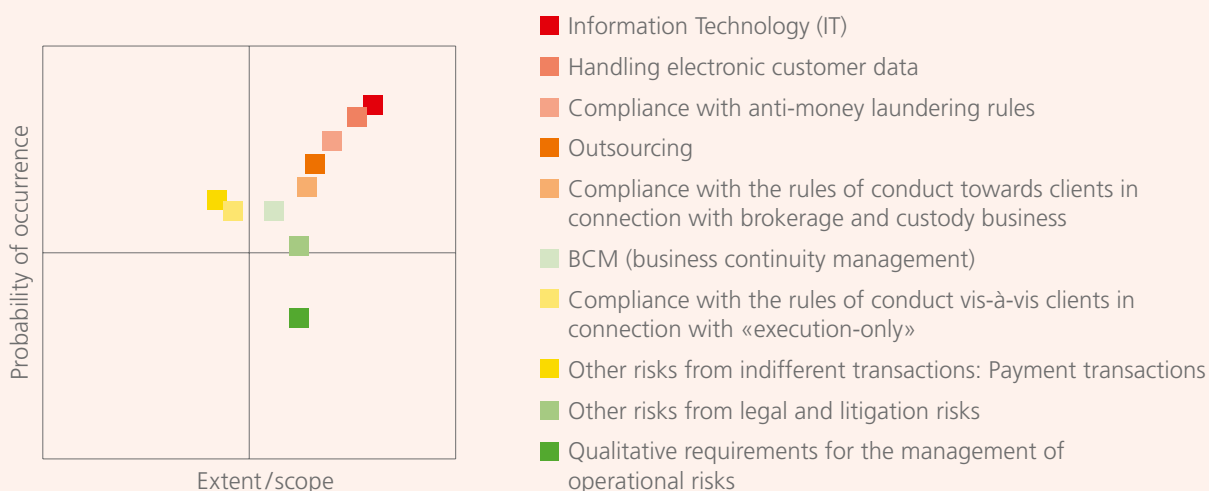 Probability of occurrence
Extent/scope
Information Technology (IT)
Handling electronic customer data
Compliance with anti-money laundering rules
Outsourcing
Compliance with the rules of conduct towards clients in
connection with brokerage and custody business
BCM (business continuity management)
Compliance with the rules of conduct vis-à-vis clients in
connection with «execution-only»
Other risks from indifferent transactions: Payment transactions
Other risks from legal and litigation risks
Qualitative requirements for the management of
operational risks